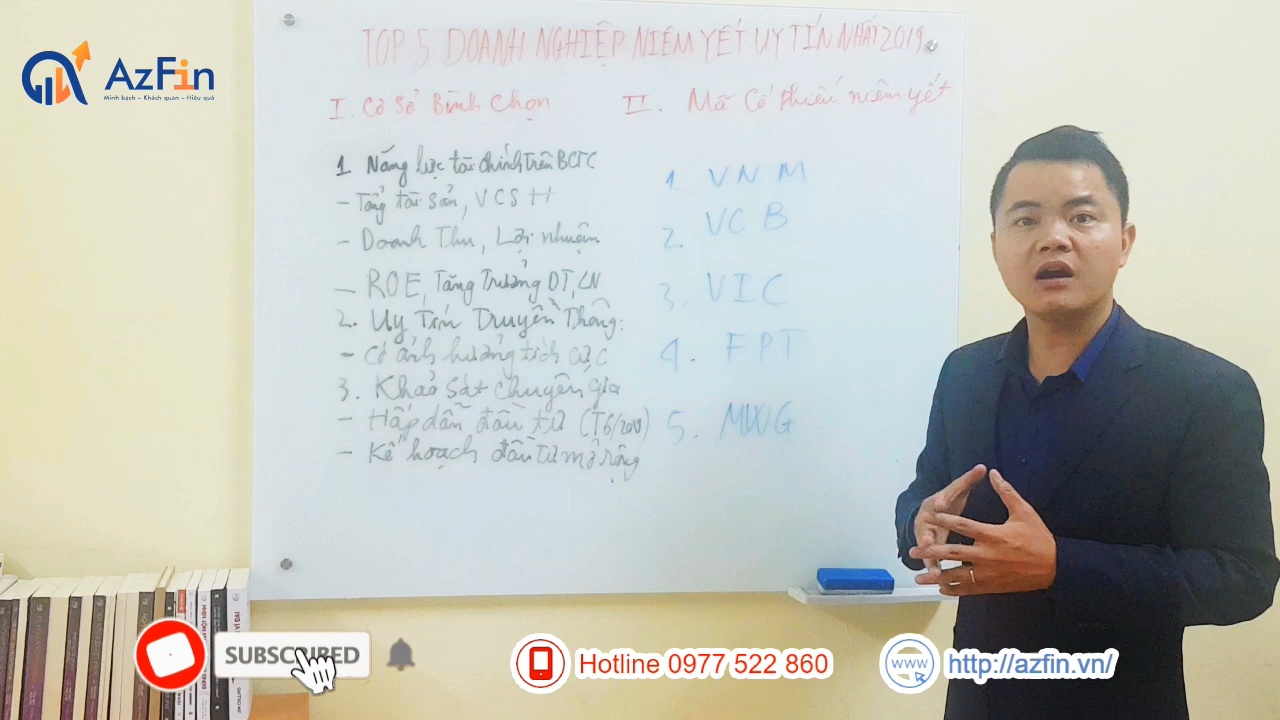 AzFin
Minh bạch – Khách quan – Hiệu quả
TOP 5 DOANH NGHIỆP NIÊM YẾT UY TÍN NHẤT 2019
I. Cơ Sở Bình Chọn
1. Năng lực tài chính trên BCTC
- Tổng tài sản, VCSH
- Doanh Thu, Lợi nhuận
- ROE, Tăng Trưởng DT, LN
2. Uy Tín Truyền Thông:
- Có ảnh hưởng tích cực
3. Khảo sát chuyên gia
- Hấp dẫn đầu tư (T6/2019)
- Kế hoạch đầu tư mở rộng
II. Mã Cổ Phiếu niêm yết
1. VNM
2. VCB
3. VIC
4. FPT
5. MWG
SUBSCRIBED
Hotline 0977 522 860
www
http://azfin.vn/